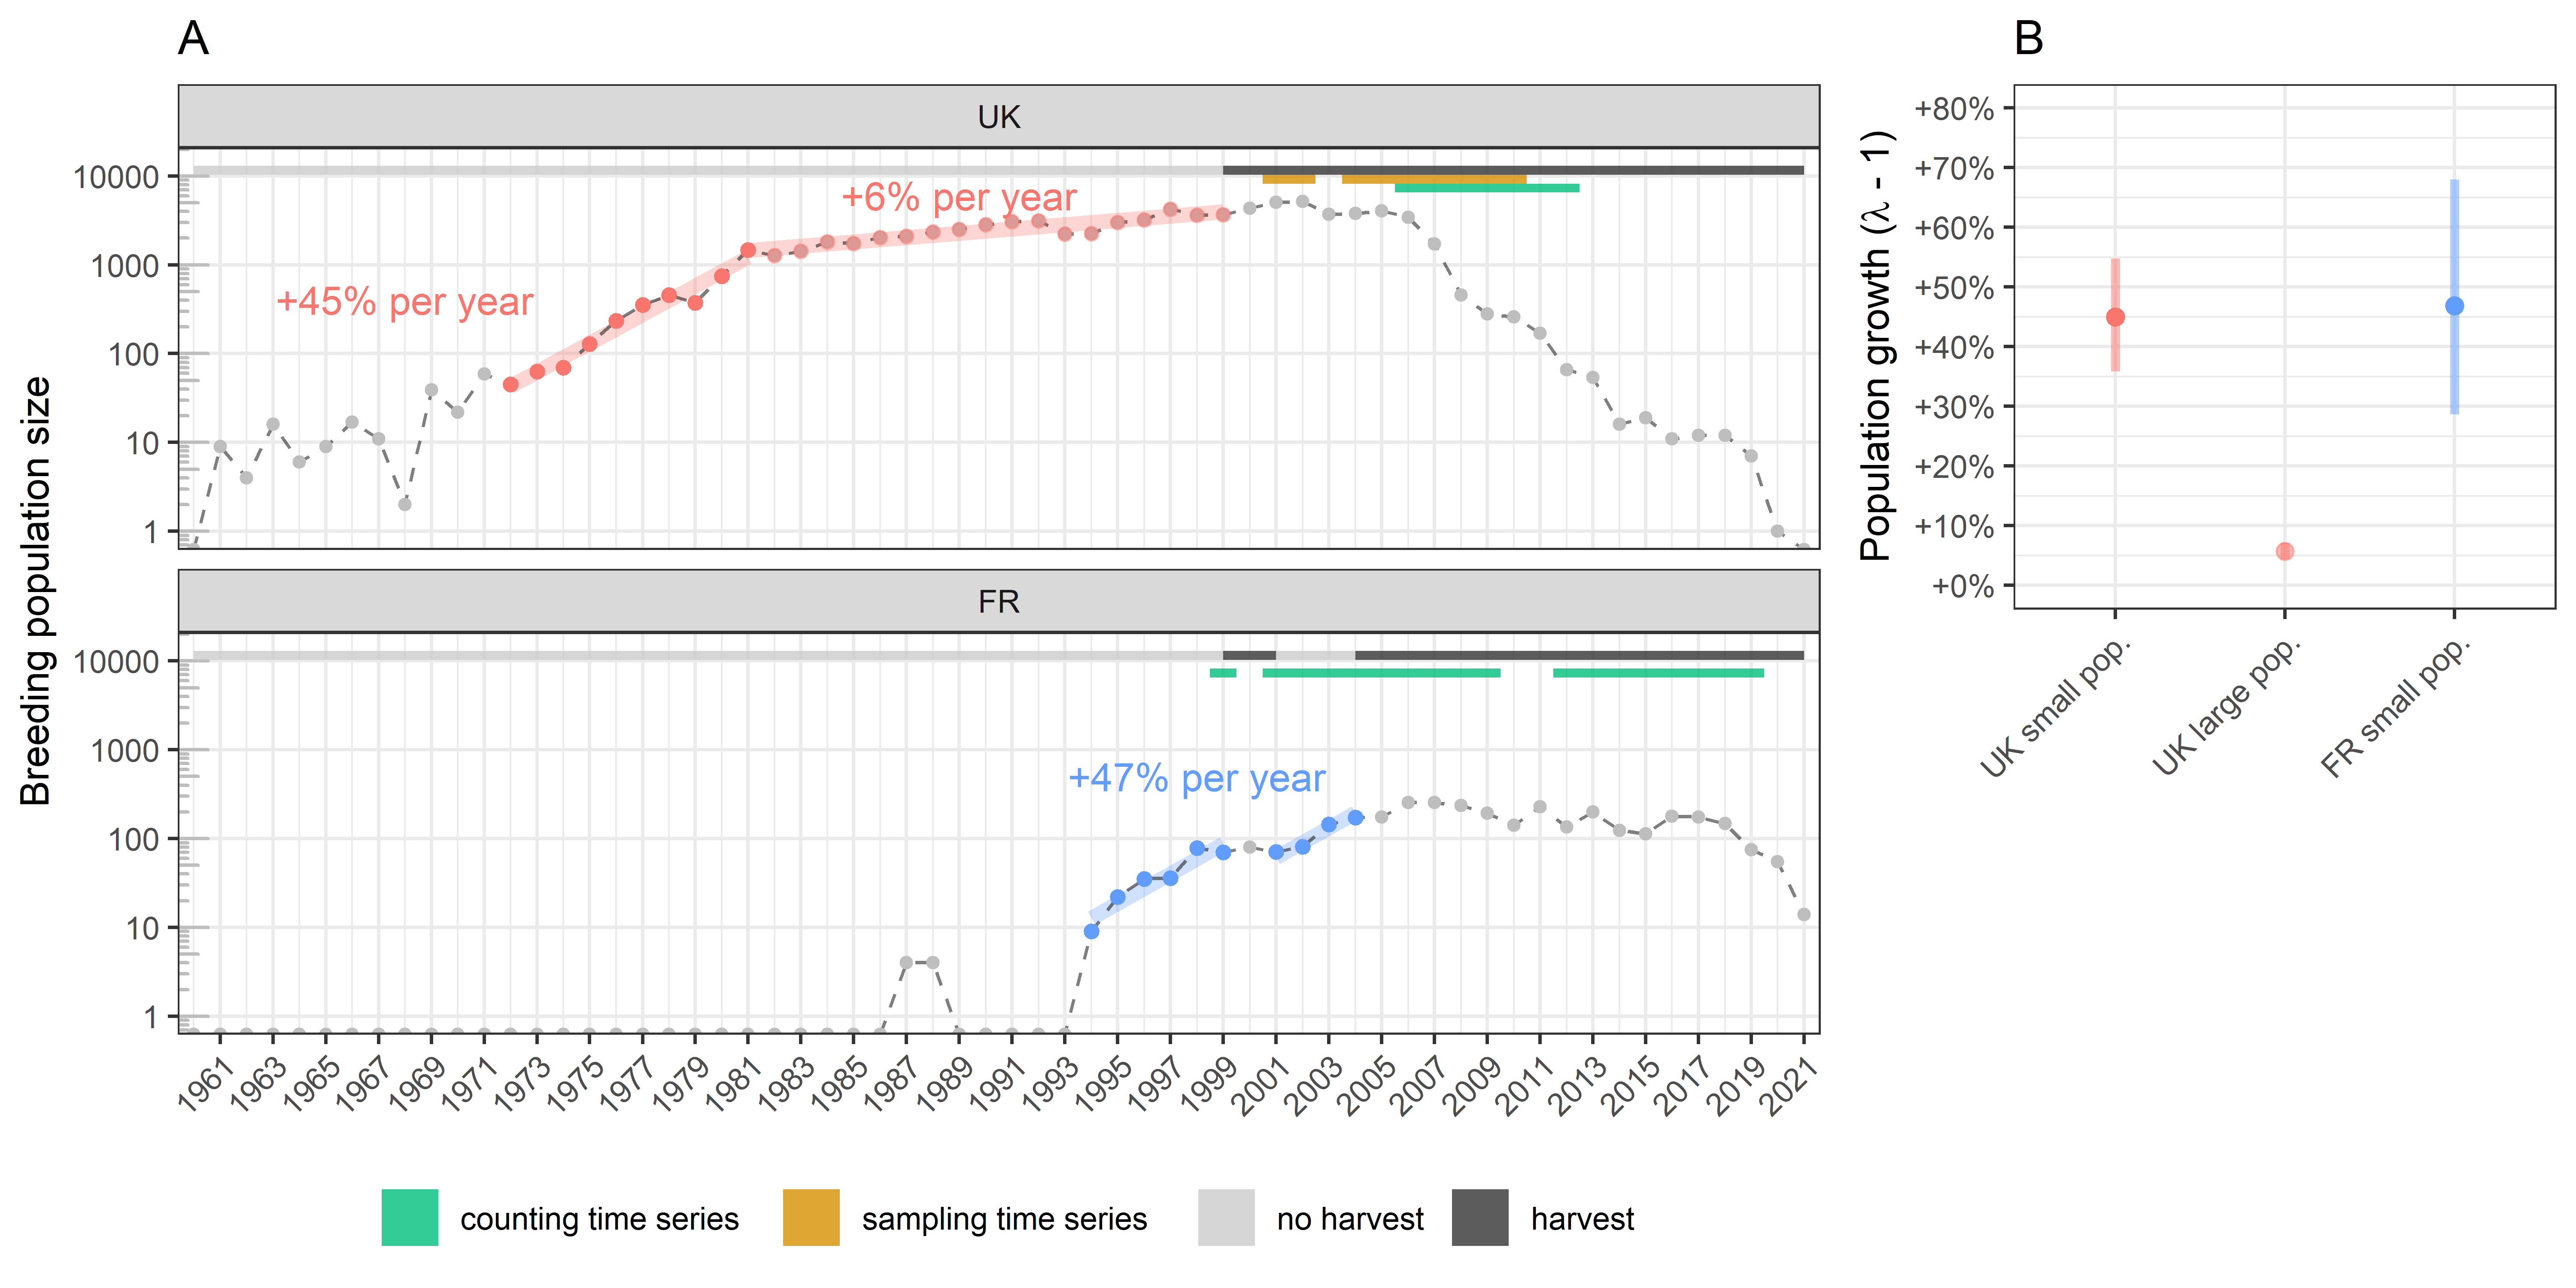 A
B
UK
10000
1000
100
10
1
+6% per year
+45% per year
FR
10000
1000
100
10
1
+47% per year
Breeding population size
1961 1963 1965 1967 1969 1971 1973 1975 1977 1979 1981 1983 1985 1987 1989 1991 1993 1995 1997 1999 2001 2003 2005 2007 2009 2011 2013 2015 2017 2019 2021
counting time series
sampling time series
no harvest
harvest
Population growth (λ - 1)
+80%
+70%
+60%
+50%
+40%
+30%
+20%
+10%
+0%
UK small pop.
UK large pop.
FR small pop.